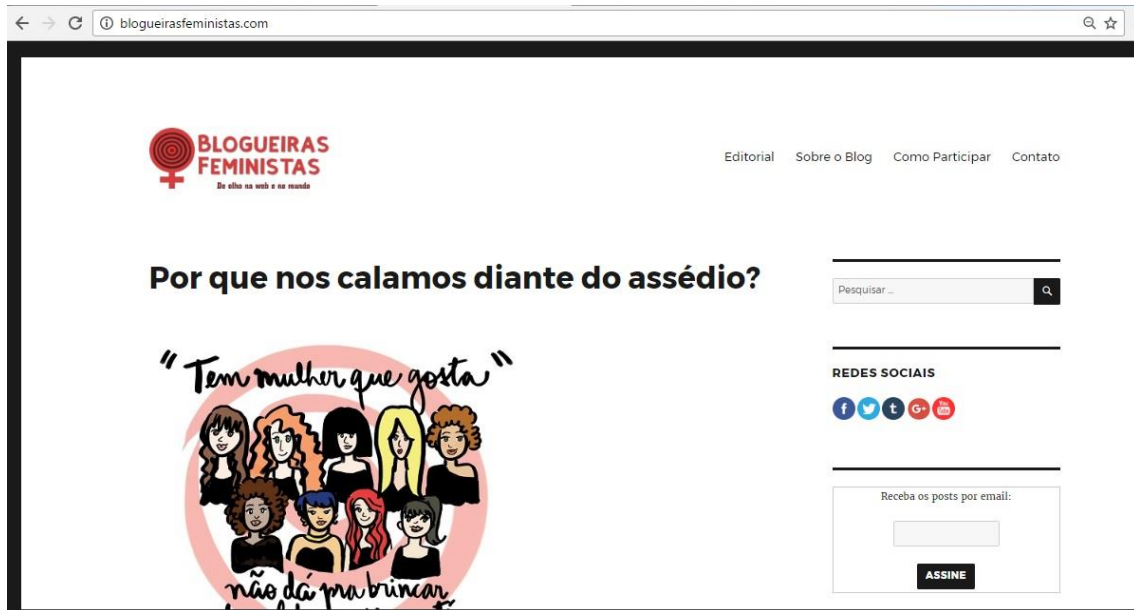 blogueirasfeministas.com
BLOGUEIRAS
FEMINISTAS
De olho na web e no mundo
Editorial Sobre o Blog Como Participar Contato
Por que nos calamos diante do assédio?
Pesquisar ...
"Tem mulher que gosta"
não dá pra brincar
REDES SOCIAIS
f t G+ You Tube
Receba os posts por email:
ASSINE